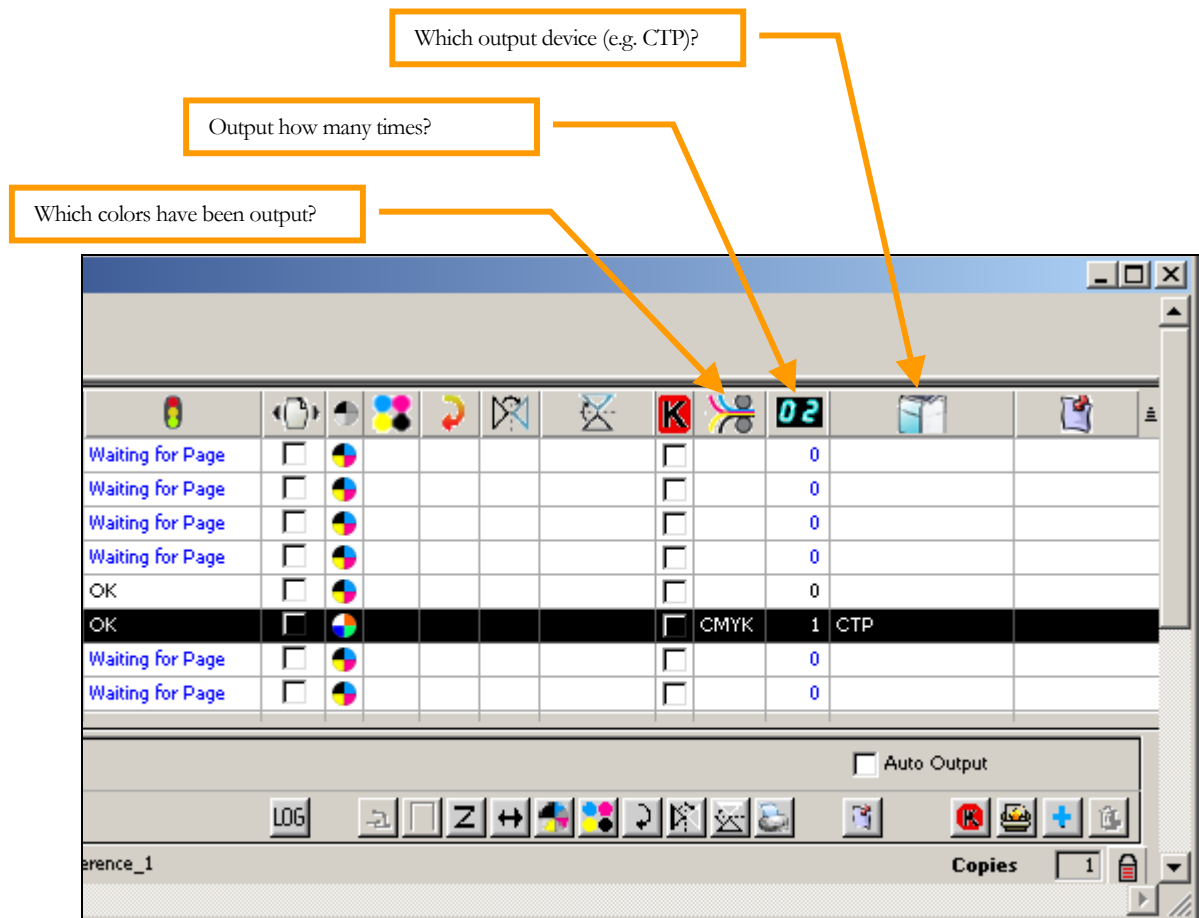 Which output device (e.g. CTP)?
Output how many times?
Which colors have been output?
K 02
Waiting for Page 0
Waiting for Page 0
Waiting for Page 0
Waiting for Page 0
OK 0
OK CMYK 1 CTP
Waiting for Page 0
Waiting for Page 0
Auto Output
LOG Z K
erence_1 Copies 1